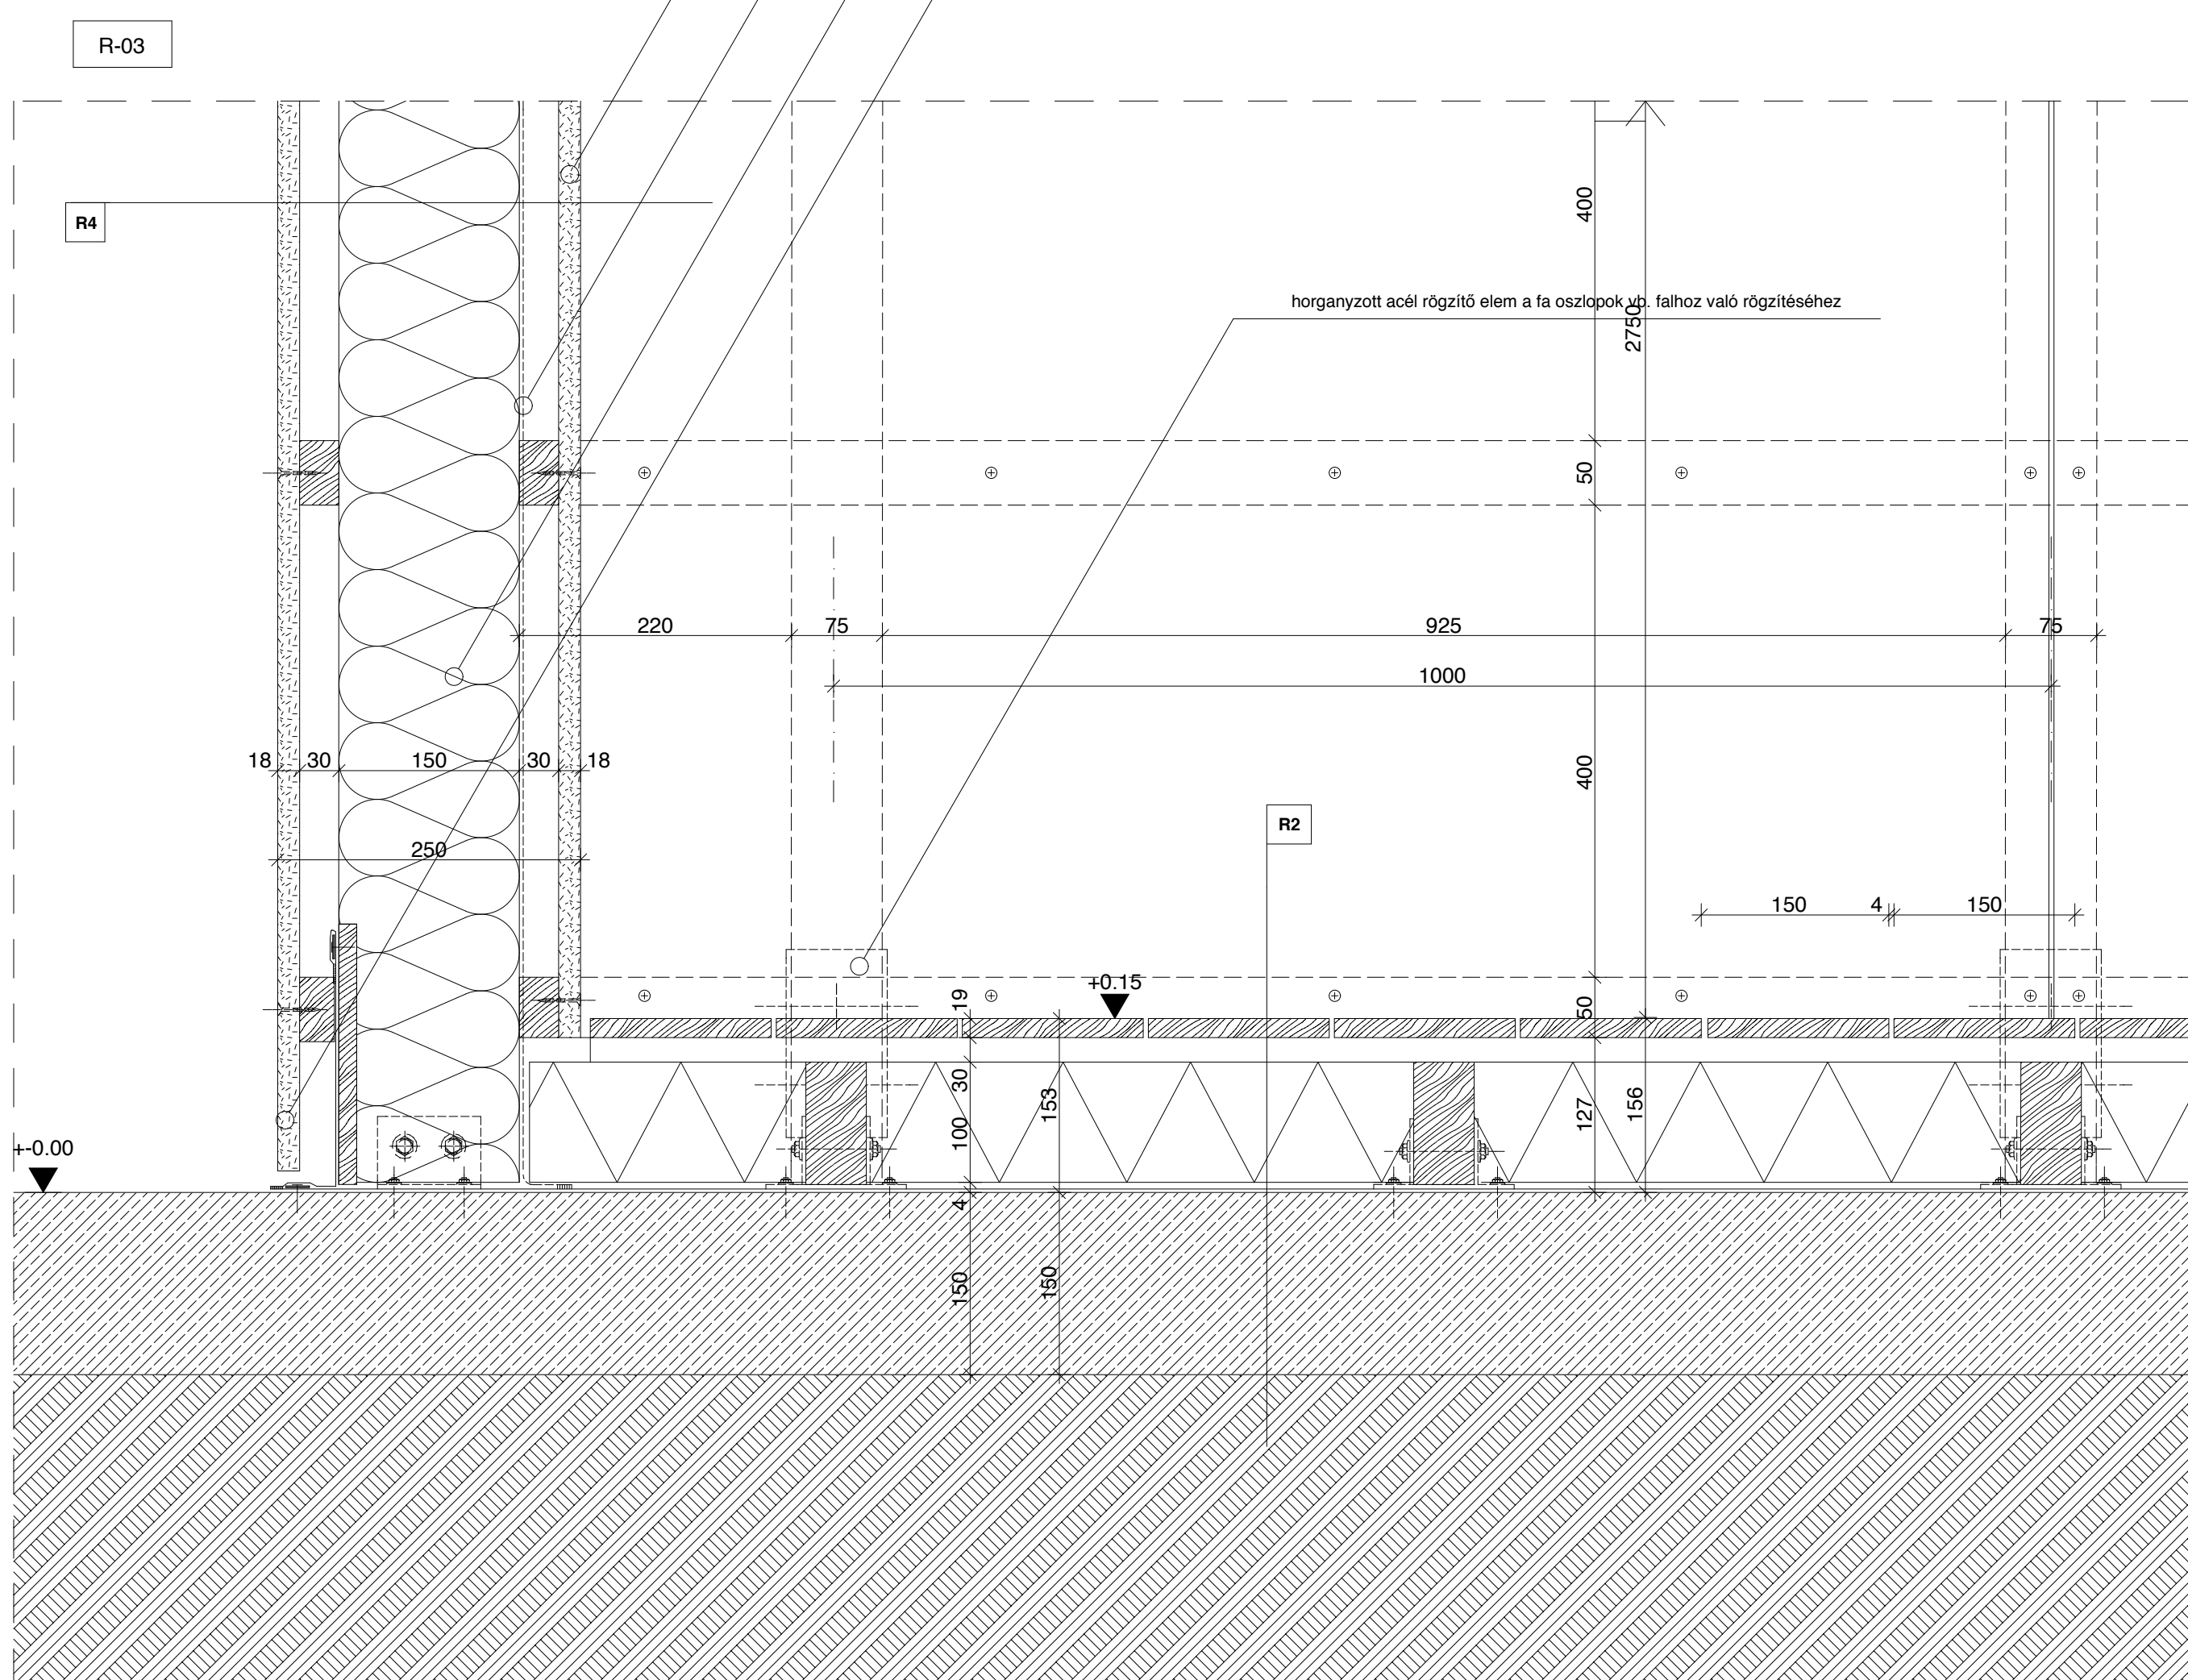 R-03
R4
400
horganyzott acél rögzítő elem a fa oszlopok vb. falhoz való rögzítéséhez
2750
50
220 75 925 75
1000
18 30 150 30 18
400
250
R2
150 4 150
+0.15
19
50
30
153
127
156
100
+-0.00
4
150
150